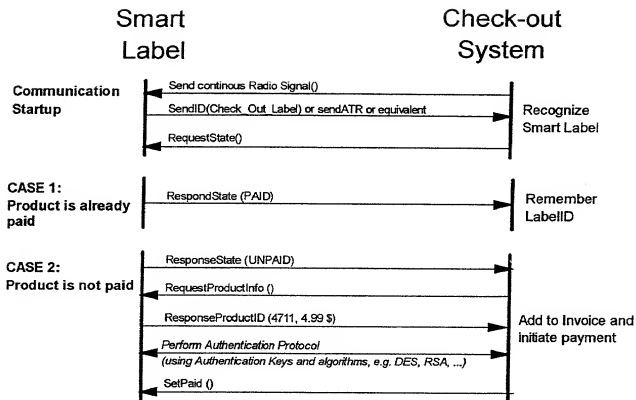 Smart
Label
Check-out
System
Communication
Startup
Send continous Radio Signal()
SendID(Check_Out_Label) or sendATR or equivalent
RequestState()
Recognize
Smart Label
CASE 1:
Product is already
paid
RespondState (PAID)
Remember
LabelID
CASE 2:
Product is not paid
ResponseState (UNPAID)
RequestProductInfo ()
ResponseProductID (4711, 4.99 $)
Perform Authentication Protocol
(using Authentication Keys and algorithms, e.g. DES, RSA, ...)
SetPaid ()
Add to Invoice and
initiate payment